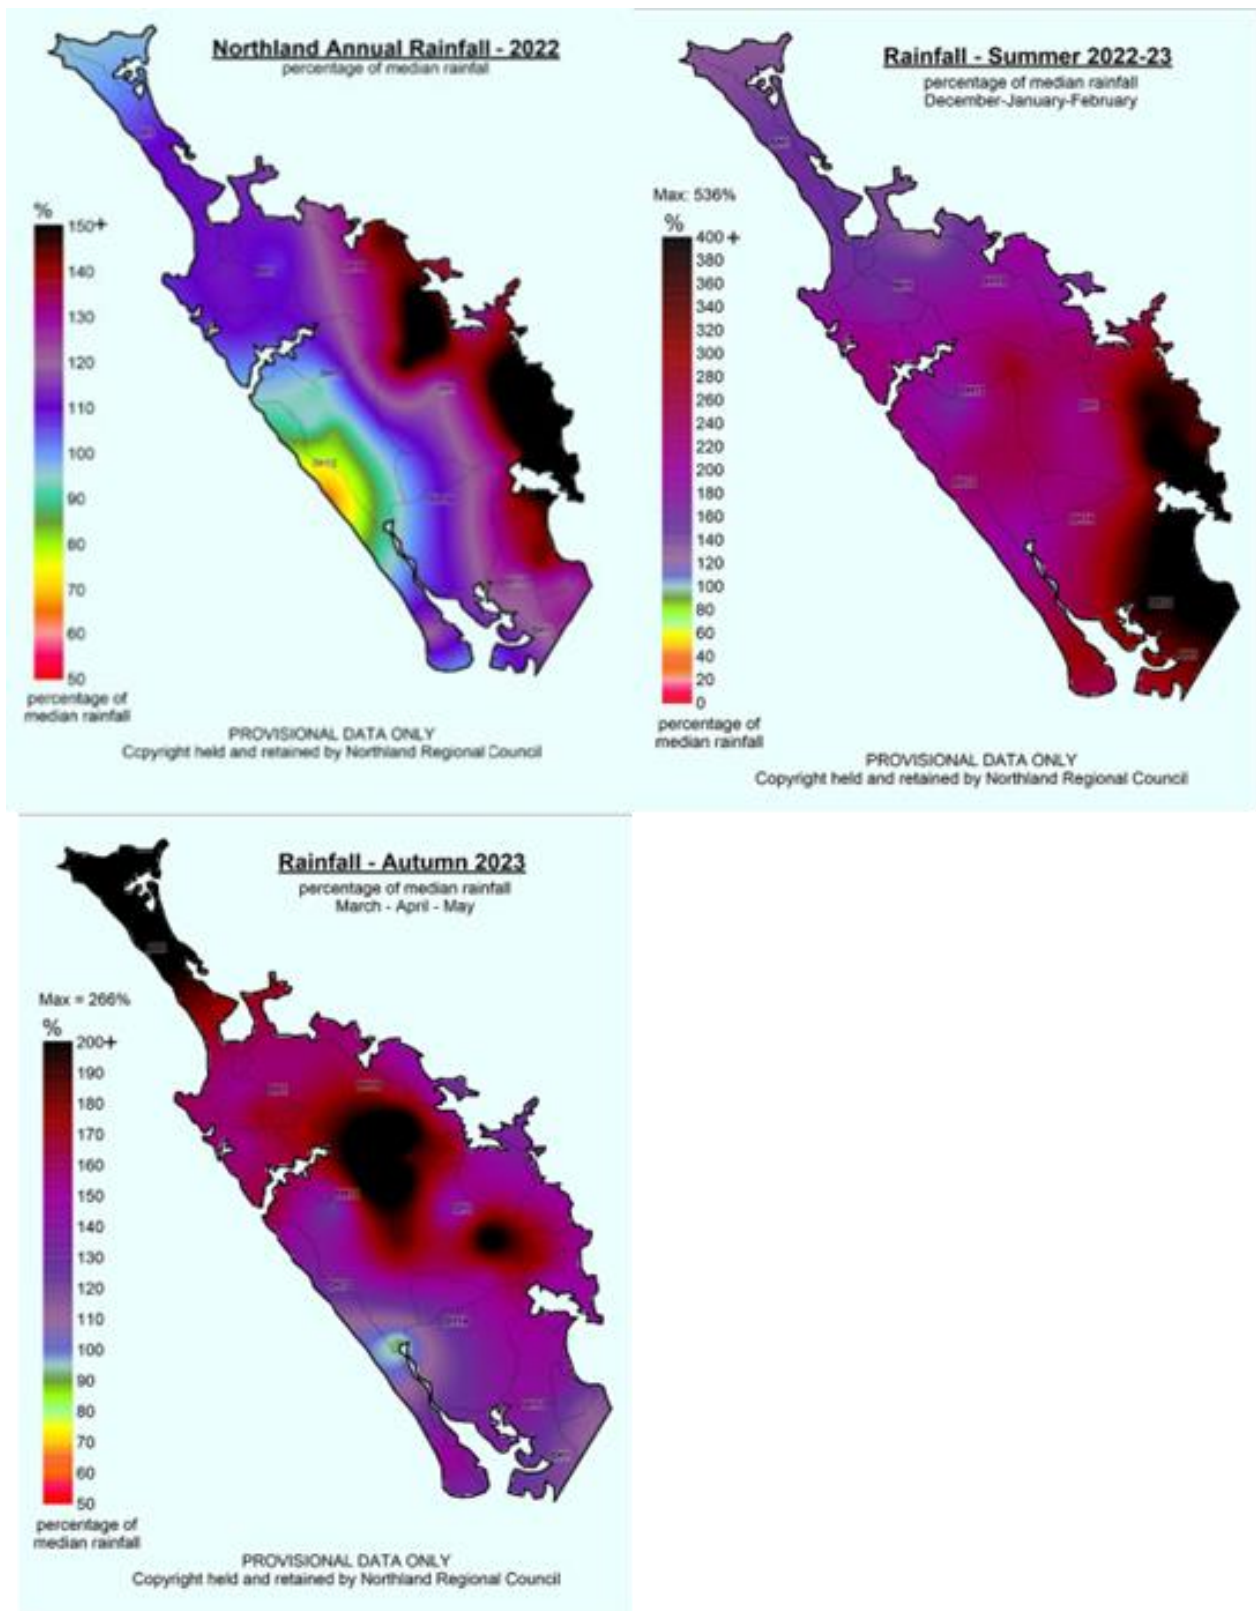 Northland Annual Rainfall - 2022
percentage of median rainfal
%
150+
140
130
120
110
100
90
80
70
60
50
percentage of
median rainfall
PROVISIONAL DATA ONLY
Copyright held and retained by Northland Regional Council
Rainfall - Summer 2022-23
percentage of median rainfall
December-January-February
Max: 536%
%
400+
380
360
340
320
300
280
260
240
220
200
180
160
140
120
100
80
60
40
20
0
percentage of
median rainfall
PROVISIONAL DATA ONLY
Copyright held and retained by Northland Regional Council
Rainfall - Autumn 2023
percentage of median rainfall
March - April - May
Max = 266%
%
200+
190
180
170
160
150
140
130
120
110
100
90
80
70
60
50
percentage of
median rainfall
PROVISIONAL DATA ONLY
Copyright held and retained by Northland Regional Council